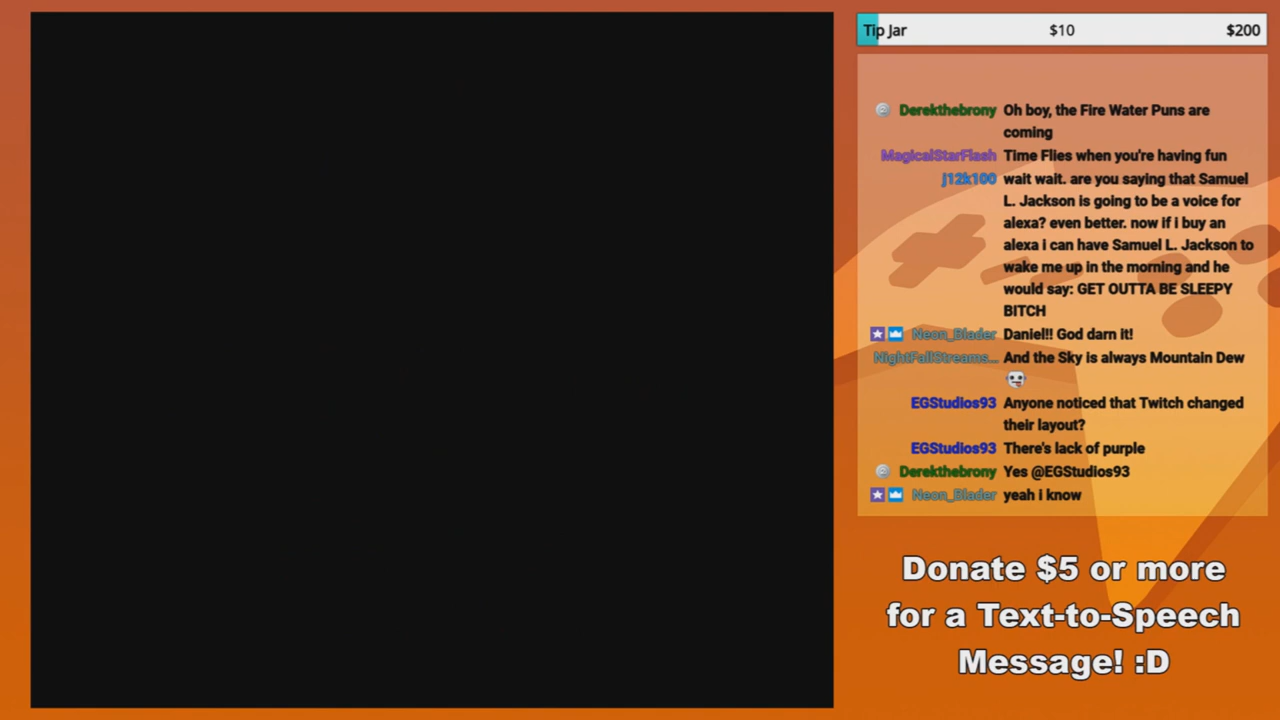 Tip Jar $10 $200
Derekthebrony Oh boy, the Fire Water Puns are
coming
MagicalStarFlash Time Flies when you're having fun
j12k100 wait wait. are you saying that Samuel
L. Jackson is going to be a voice for
alexa? even better. now if i buy an
alexa i can have Samuel L. Jackson to
wake me up in the morning and he
would say: GET OUTTA BE SLEEPY
BITCH
Neon_Blader Daniel!! God darn it!
NightFallStreams... And the Sky is always Mountain Dew
EGStudios93 Anyone noticed that Twitch changed
their layout?
EGStudios93 There's lack of purple
Derekthebrony Yes @EGStudios93
Neon_Blader yeah i know
Donate $5 or more
for a Text-to-Speech
Message! :D